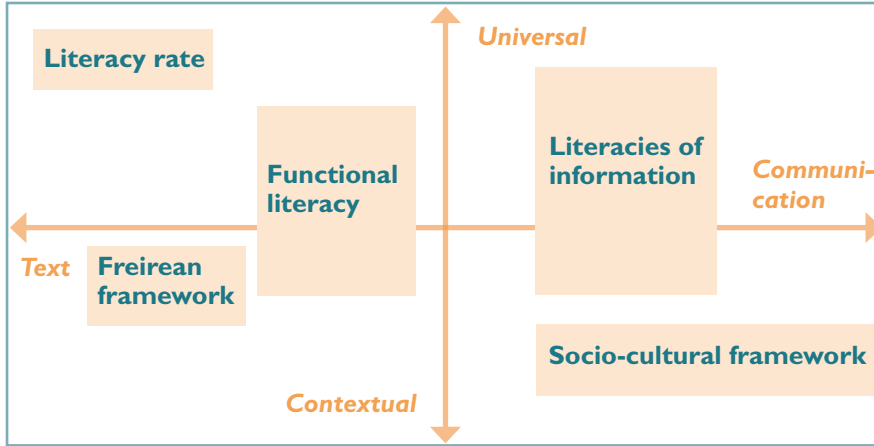 Universal
Literacy rate
Functional
literacy
Literacies of
information
Communi-
cation
Text
Freirean
framework
Socio-cultural framework
Contextual